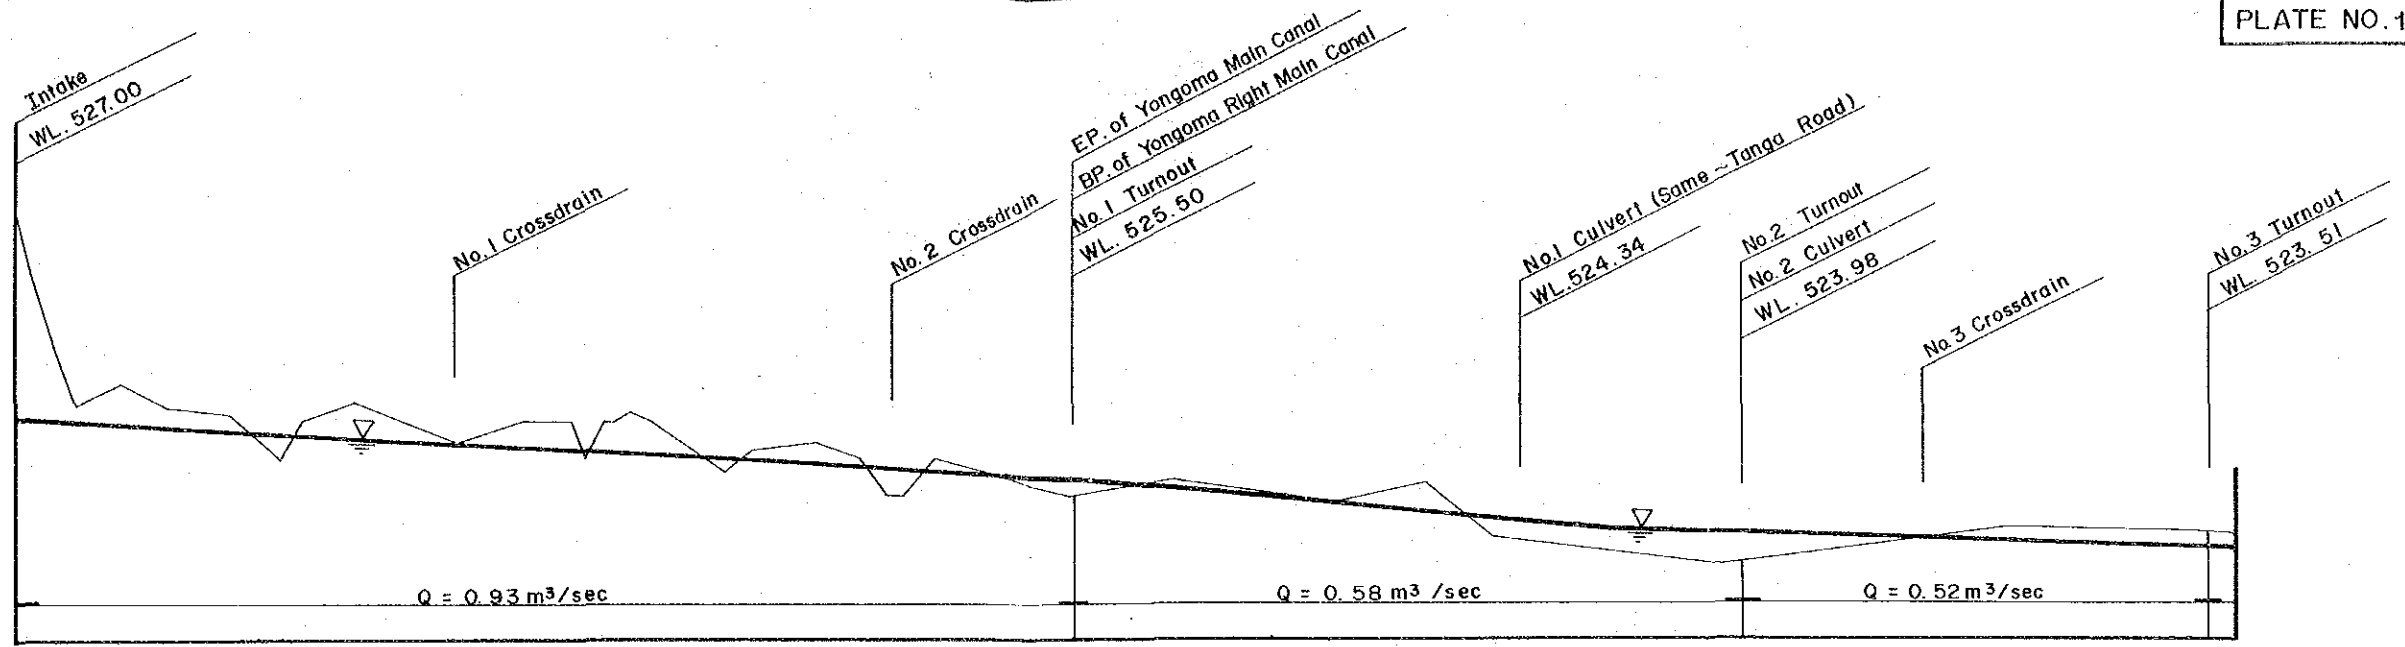 PLATE NO.1
Intake
WL. 527.00
No. 1 Crossdrain
No. 2 Crossdrain
EP. of Yongoma Main Canal
BP. of Yongoma Right Main Canal
No. 1 Turnout
WL. 525.50
No.1 Culvert (Same ~ Tanga Road)
WL. 524.34
No. 2 Turnout
No. 2 Culvert
WL. 523.98
No. 3 Crossdrain
No. 3 Turnout
WL. 523.51
Q = 0.93 m³/sec
Q = 0.58 m³/sec
Q = 0.52 m³/sec